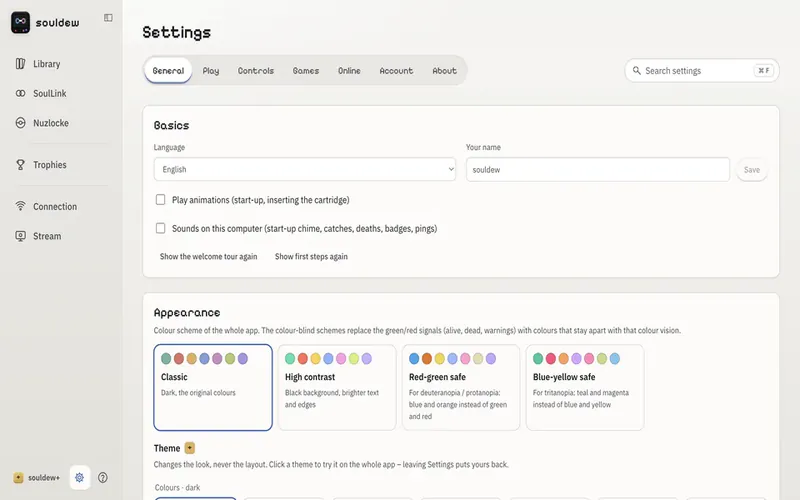 souldew
Library
SoulLink
Nuzlocke
Trophies
Connection
Stream
souldew+
Settings
General
Play
Controls
Games
Online
Account
About
Search settings
⌘ F
Basics
Language
English
Your name
souldew
Save
Play animations (start-up, inserting the cartridge)
Sounds on this computer (start-up chime, catches, deaths, badges, pings)
Show the welcome tour again
Show first steps again
Appearance
Colour scheme of the whole app. The colour-blind schemes replace the green/red signals (alive, dead, warnings) with colours that stay apart with that colour vision.
Classic
Dark, the original colours
High contrast
Black background, brighter text
and edges
Red-green safe
For deuteranopia / protanopia:
blue and orange instead of green
and red
Blue-yellow safe
For tritanopia: teal and magenta
instead of blue and yellow
Theme
Changes the look, never the layout. Click a theme to try it on the whole app – leaving Settings puts yours back.
Colours · dark